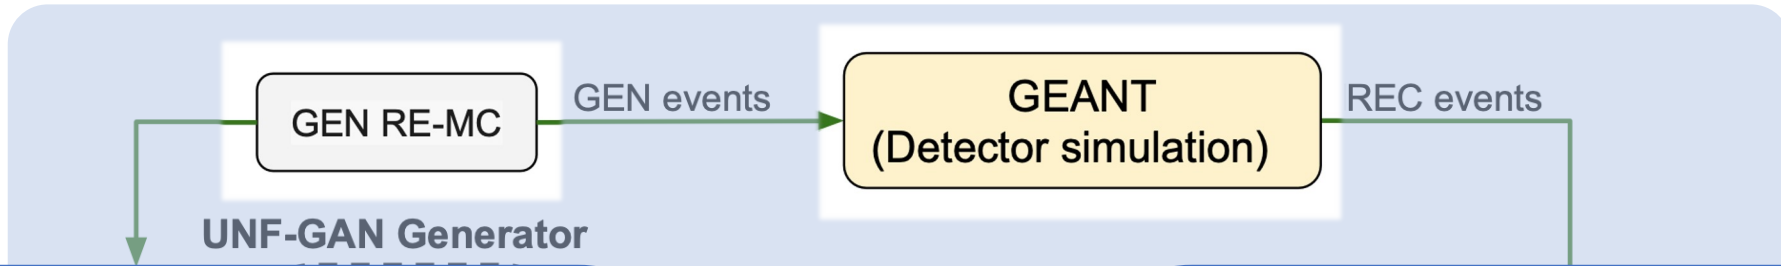 GEN RE-MC
GEN events
GEANT
(Detector simulation)
REC events
UNF-GAN Generator